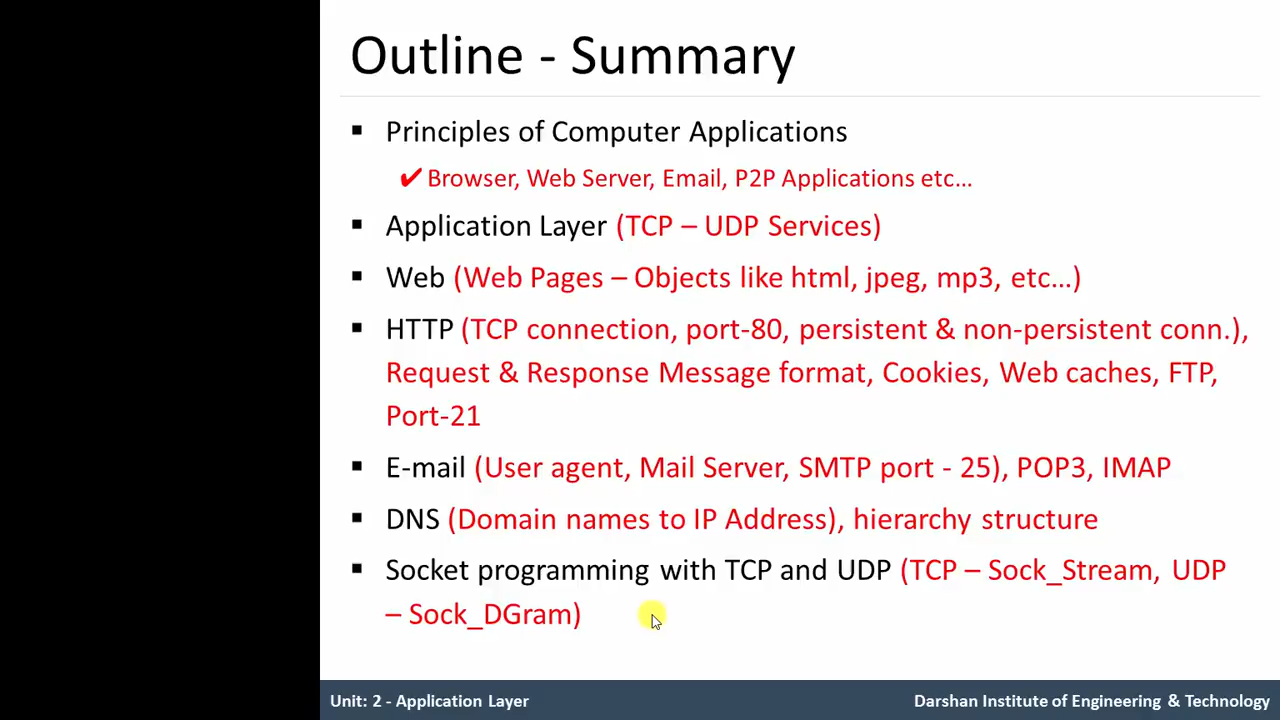 Outline - Summary
▪ Principles of Computer Applications
✔ Browser, Web Server, Email, P2P Applications etc…
▪ Application Layer (TCP – UDP Services)
▪ Web (Web Pages – Objects like html, jpeg, mp3, etc…)
▪ HTTP (TCP connection, port-80, persistent & non-persistent conn.),
Request & Response Message format, Cookies, Web caches, FTP,
Port-21
▪ E-mail (User agent, Mail Server, SMTP port - 25), POP3, IMAP
▪ DNS (Domain names to IP Address), hierarchy structure
▪ Socket programming with TCP and UDP (TCP – Sock_Stream, UDP
– Sock_DGram)
Unit: 2 - Application Layer
Darshan Institute of Engineering & Technology